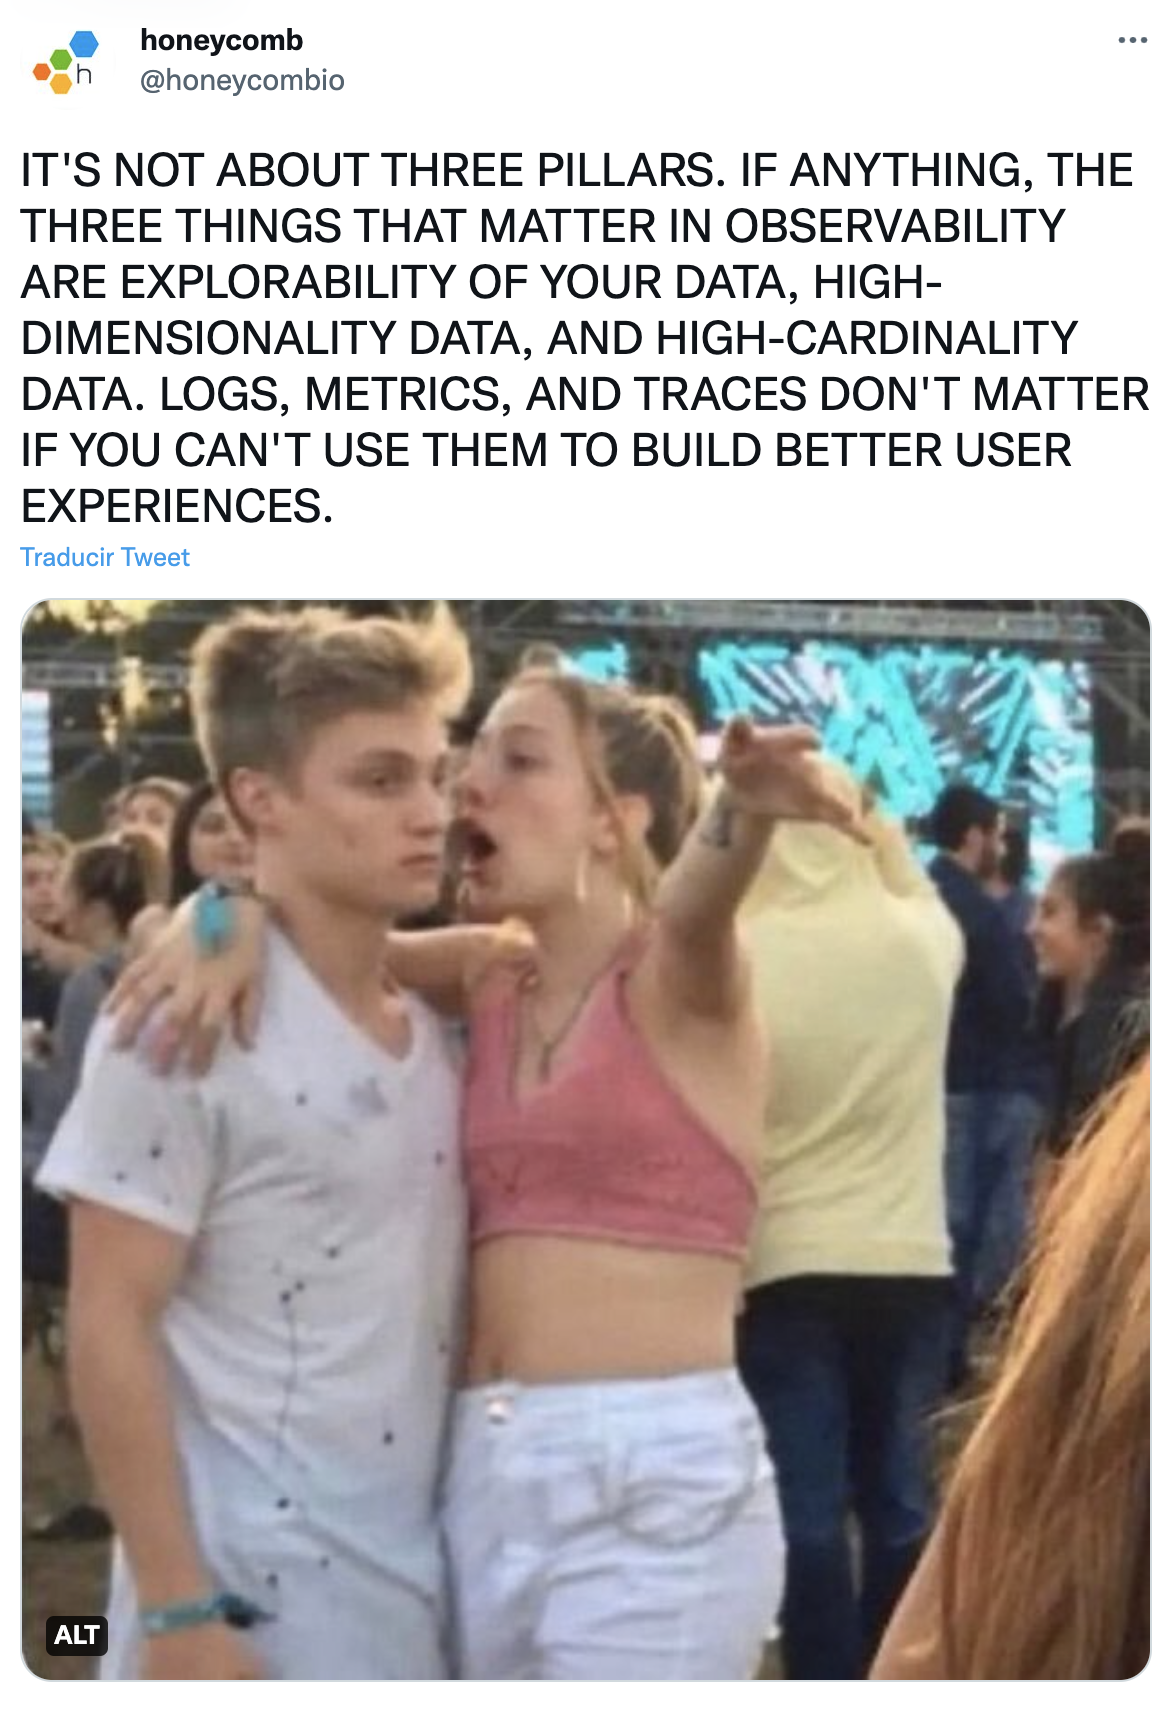 honeycomb
h
@honeycombio
IT'S NOT ABOUT THREE PILLARS. IF ANYTHING, THE
THREE THINGS THAT MATTER IN OBSERVABILITY
ARE EXPLORABILITY OF YOUR DATA, HIGH-
DIMENSIONALITY DATA, AND HIGH-CARDINALITY
DATA. LOGS, METRICS, AND TRACES DON'T MATTER
IF YOU CAN'T USE THEM TO BUILD BETTER USER
EXPERIENCES.
Traducir Tweet
ALT